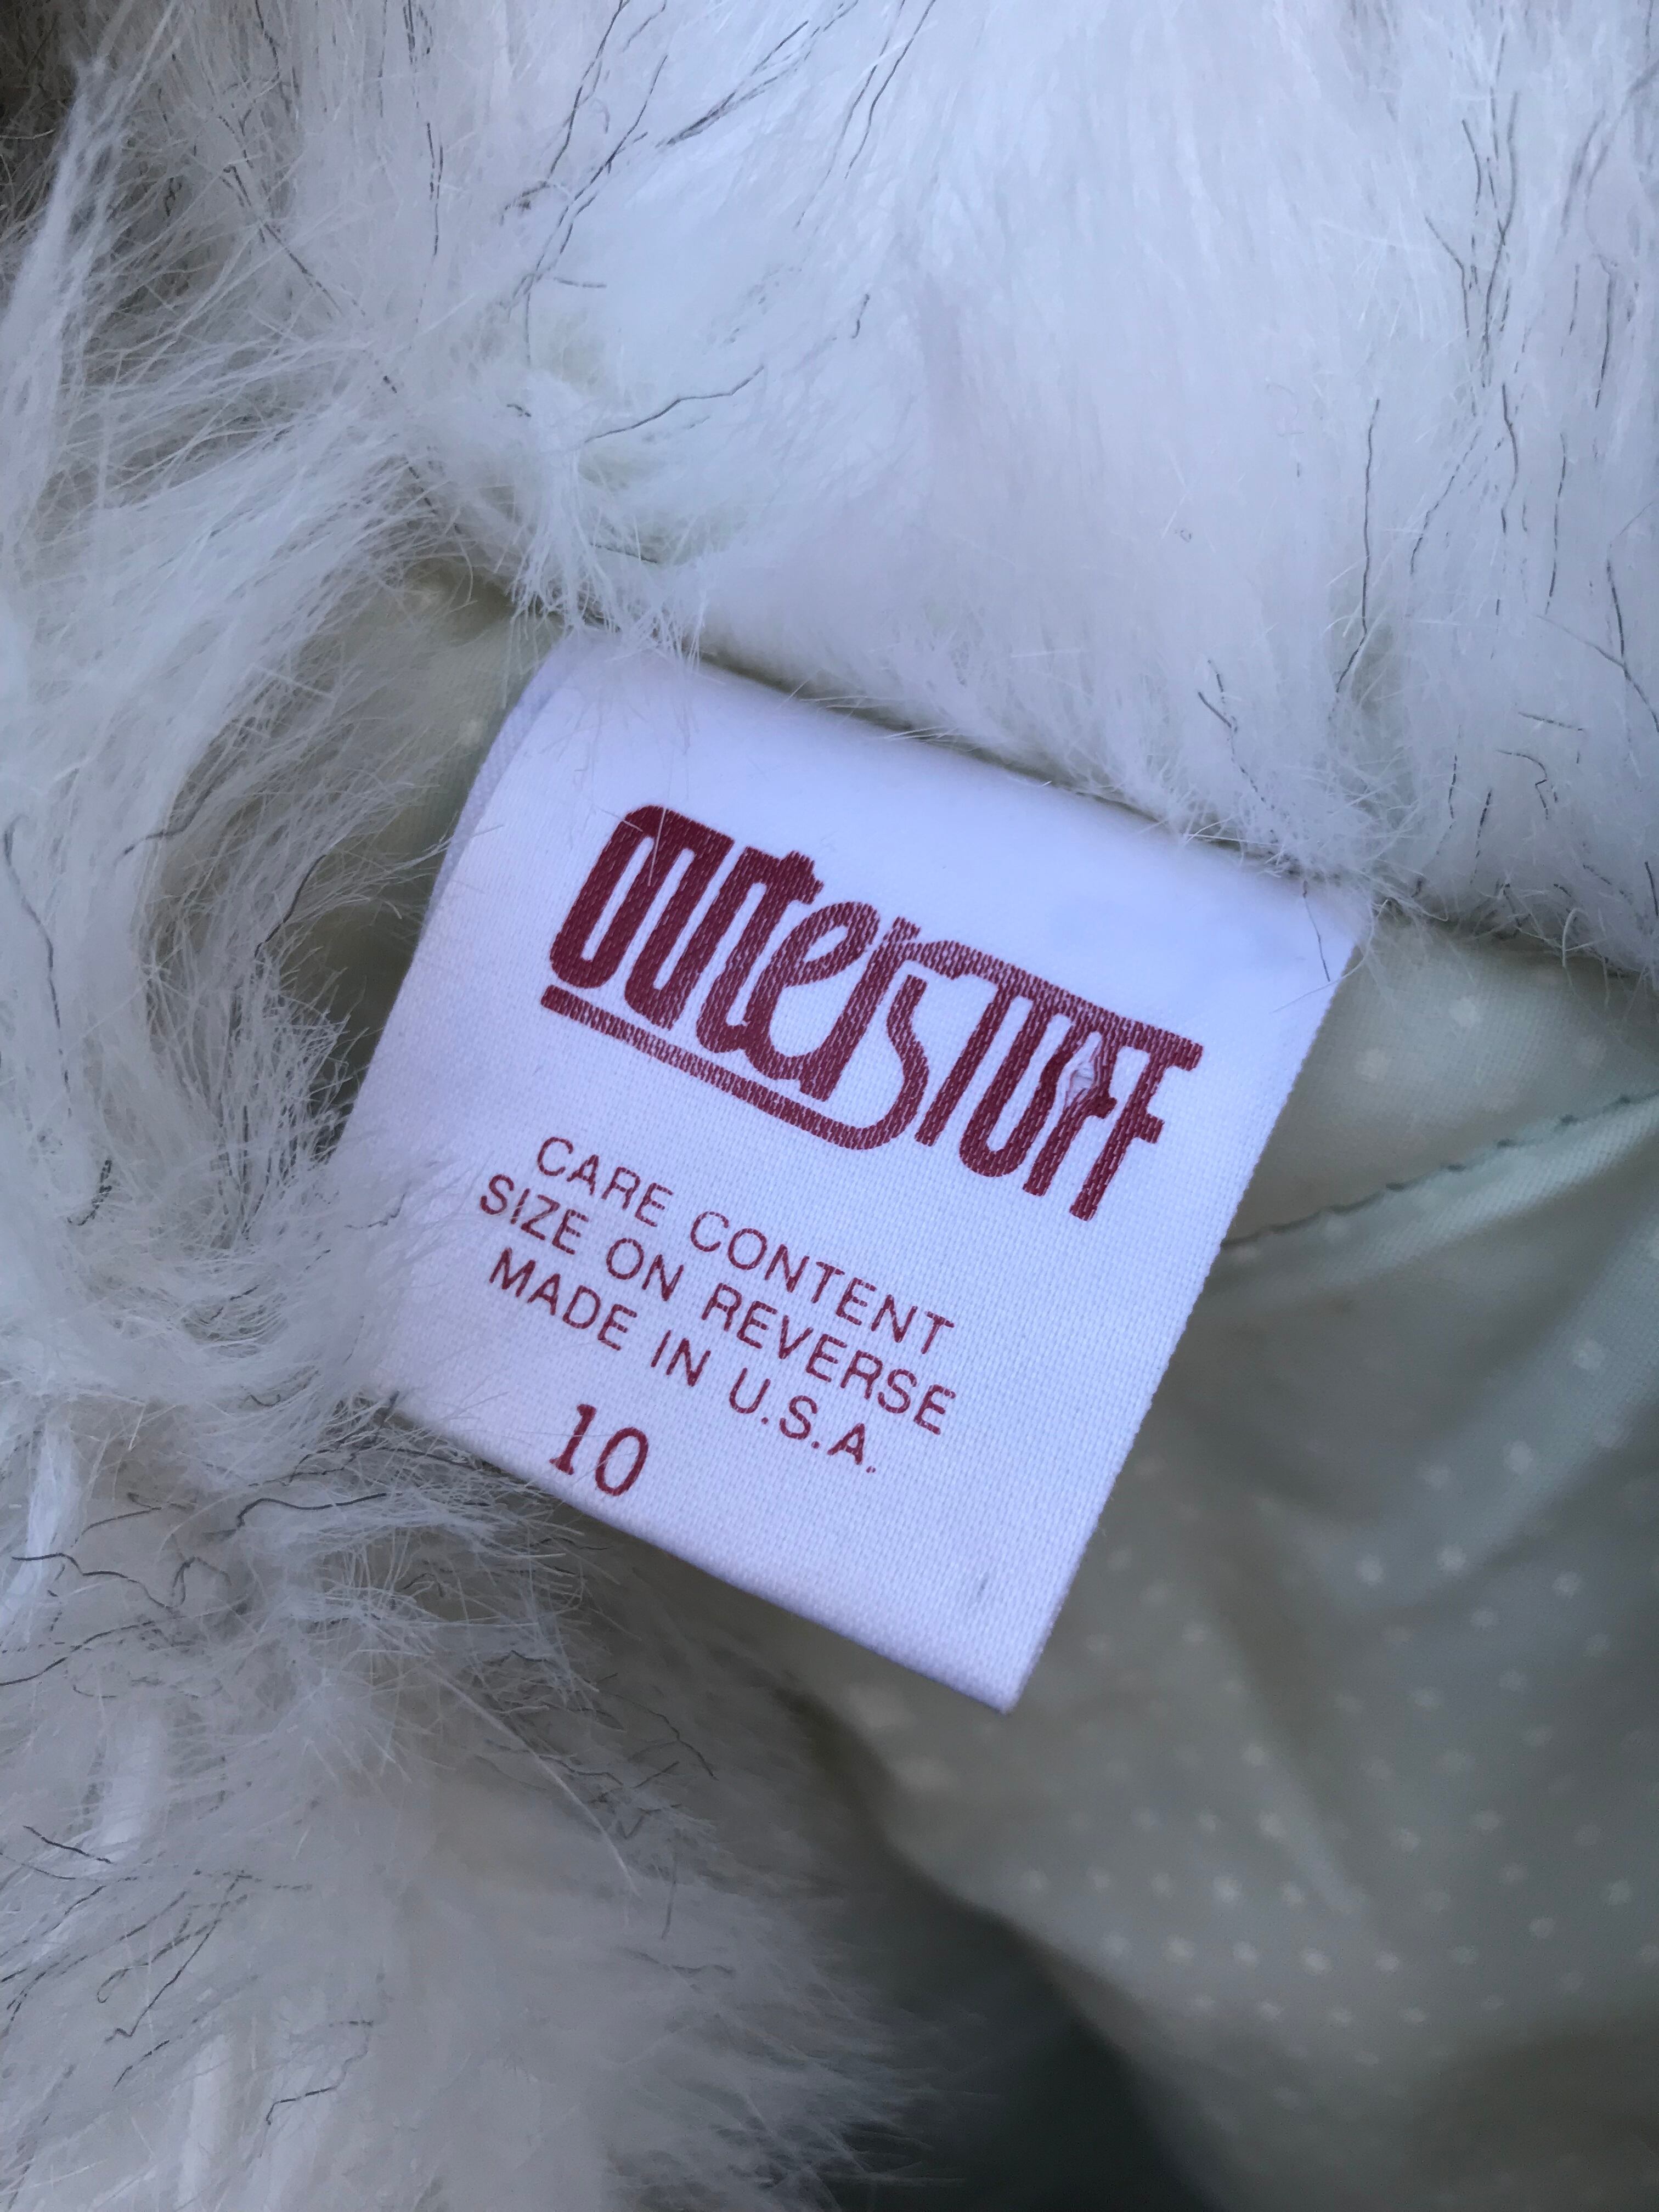 OUTERSTUFF
CARE CONTENT
SIZE ON REVERSE
MADE IN U.S.A.
10